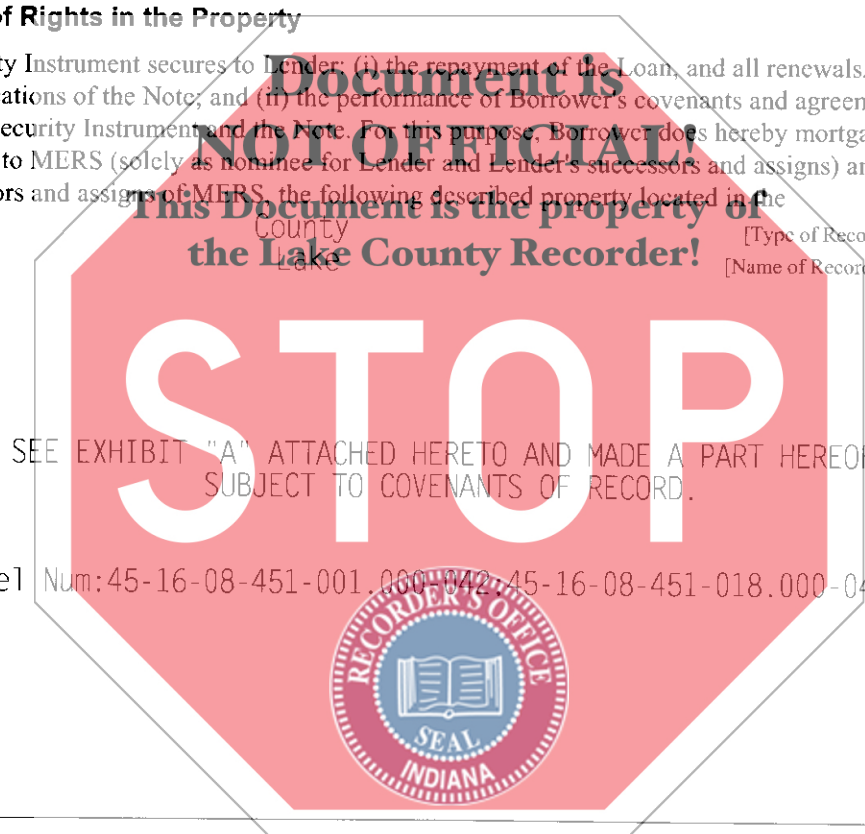 of Rights in the Property
ty Instrument secures to Lender: (i) the repayment of the Loan, and all renewals,
ations of the Note; and (ii) the performance of Borrower's covenants and agreen
ecurity Instrument and the Note. For this purpose, Borrower does hereby mortga
to MERS (solely as nominee for Lender and Lender's successors and assigns) an
ors and assigns of MERS, the following described property located in the
County
[Type of Reco
Lake
[Name of Record
Document is
NOT OFFICIAL!
This Document is the property of
the Lake County Recorder!
STOP
SEE EXHIBIT "A" ATTACHED HERETO AND MADE A PART HEREOF
SUBJECT TO COVENANTS OF RECORD.
el Num:45-16-08-451-001.000-042;45-16-08-451-018.000-04
RECORDER'S OFFICE
SEAL
INDIANA